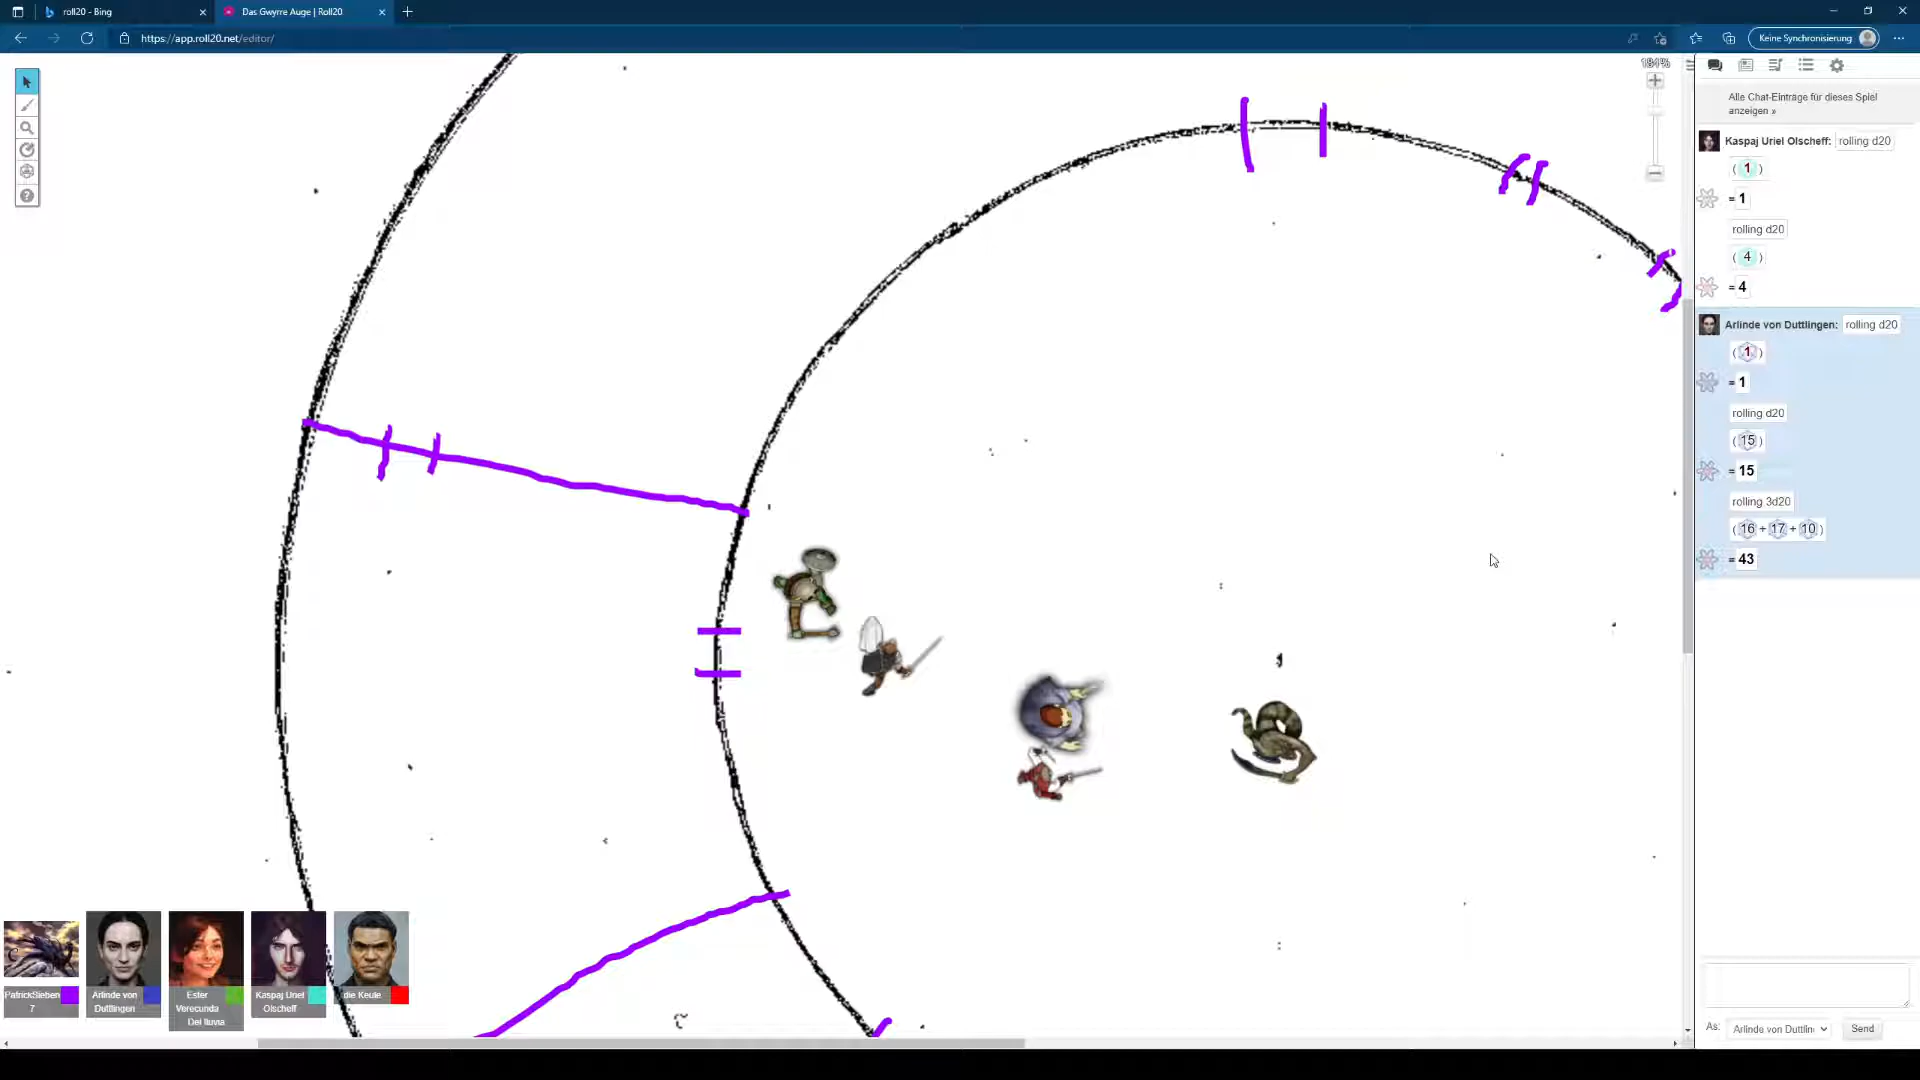 roll20 - Bing
Das Gwyrre Auge | Roll20
https://app.roll20.net/editor/
Keine Synchronisierung
184%
Alle Chat-Einträge für dieses Spiel
anzeigen »
Kaspaj Uriel Olscheff: rolling d20
(1)
= 1
rolling d20
(4)
= 4
Arlinde von Duttlingen: rolling d20
(1)
= 1
rolling d20
(15)
= 15
rolling 3d20
(16+17+10)
= 43
PatrickSieben
7
Arlinde von
Duttlingen
Ester
Verecunda
Del lluvia
Kaspaj Uriel
Olscheff
die Keule
As: Arlinde von Duttlin
Send